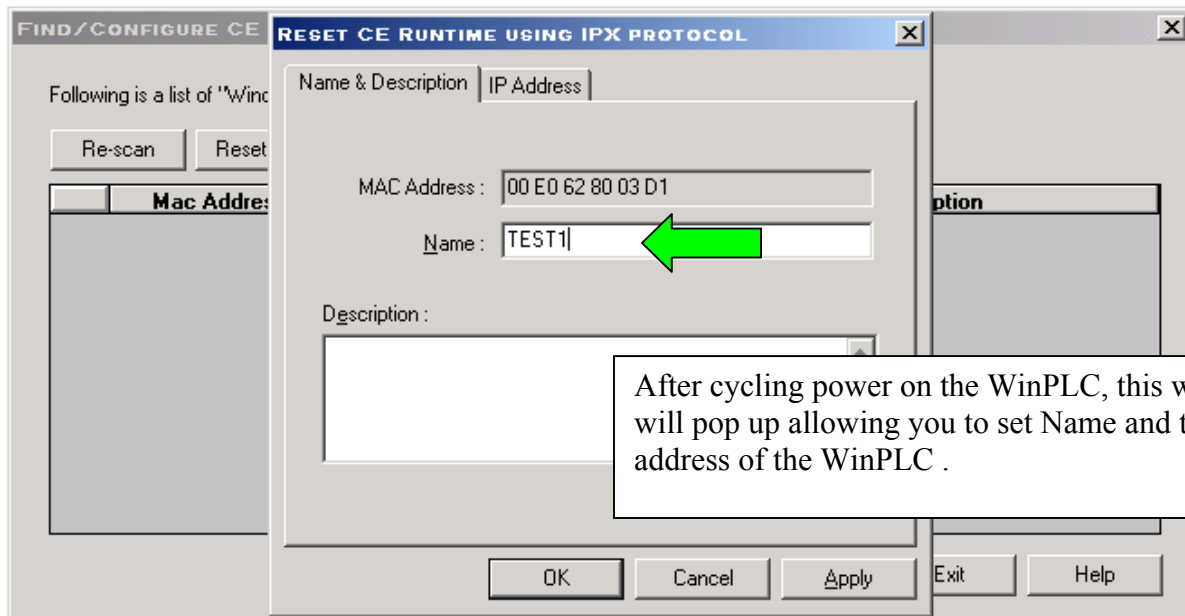 FIND/CONFIGURE CE
RESET CE RUNTIME USING IPX PROTOCOL
Name & Description
IP Address
Following is a list of "Winc
Re-scan
Reset
MAC Address :
00 E0 62 80 03 D1
Mac Addres
ption
Name :
TEST1
Description :
After cycling power on the WinPLC, this w
will pop up allowing you to set Name and t
address of the WinPLC .
OK
Cancel
Apply
Exit
Help